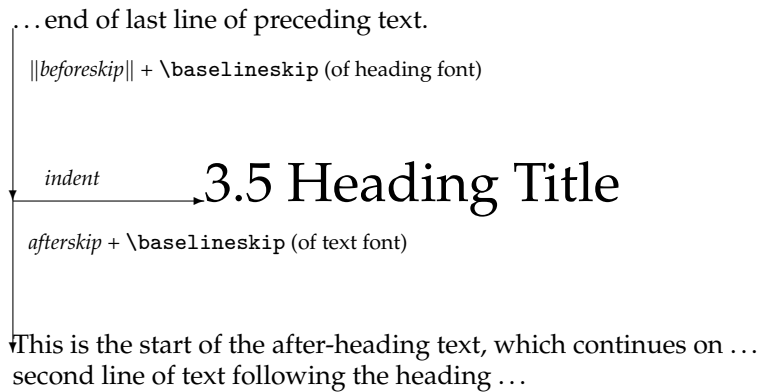 ...end of last line of preceding text.
||beforeskip|| + \baselineskip (of heading font)
indent
3.5 Heading Title
afterskip + \baselineskip (of text font)
This is the start of the after-heading text, which continues on ...
second line of text following the heading ...